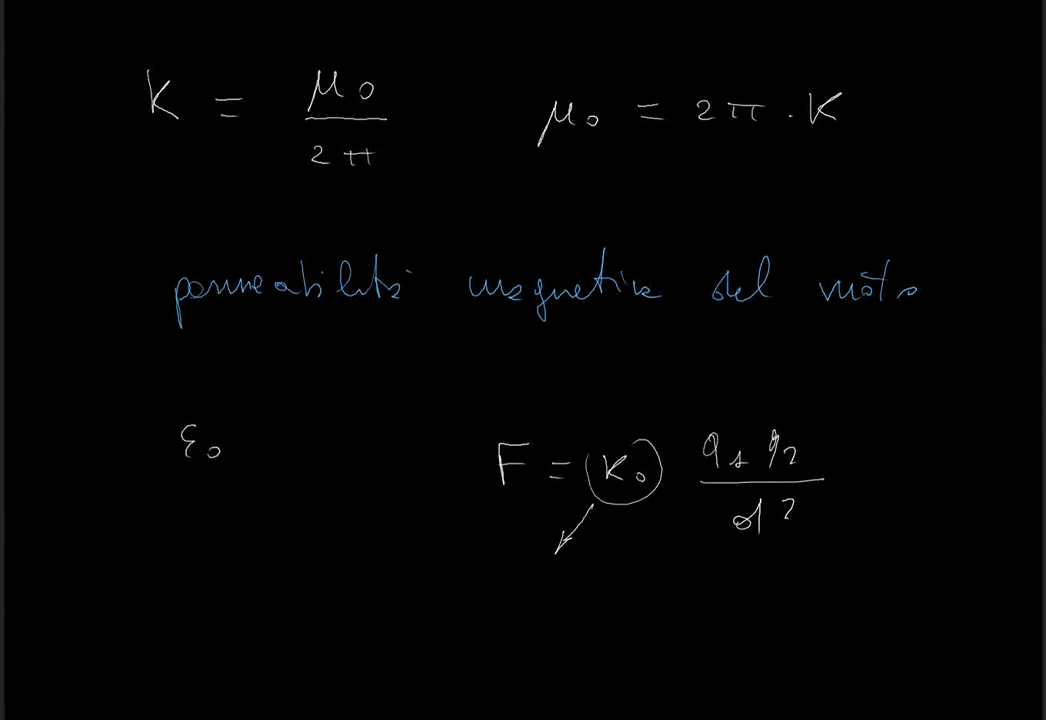 K = μ₀ / 2π    μ₀ = 2π · K
permeabilità magnetica del vuoto
ε₀    F = K₀ q₁ q₂ / d²